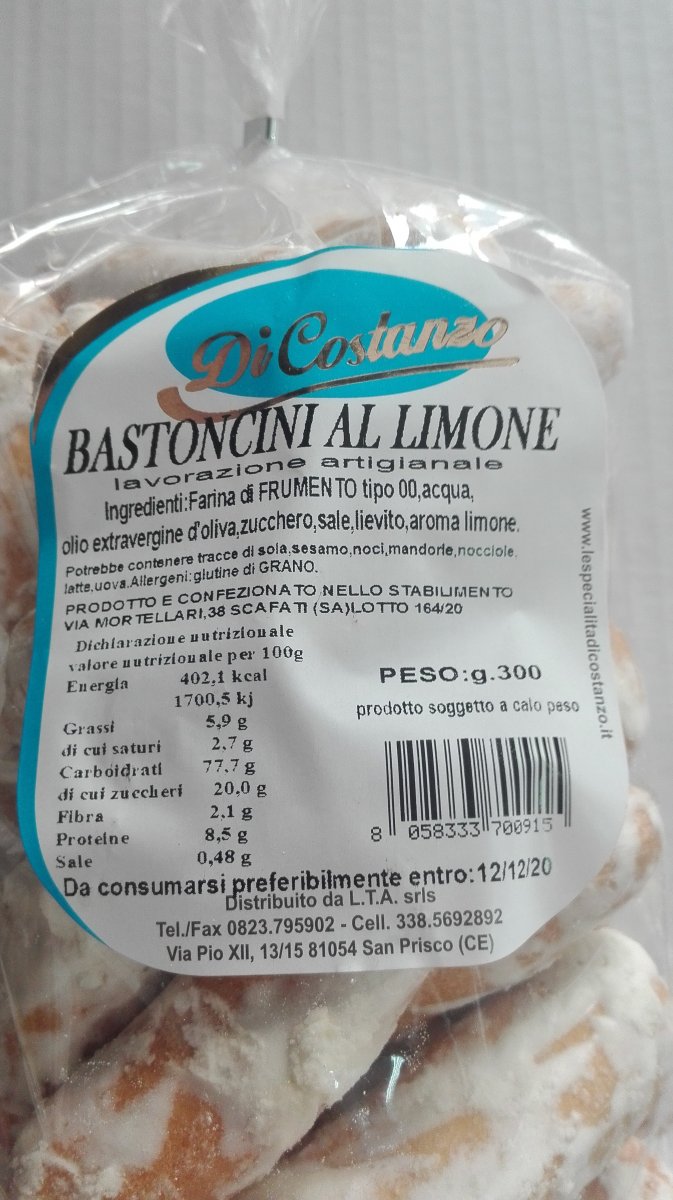 Di Costanzo
BASTONCINI AL LIMONE
lavorazione artigianale
Ingredienti:Farina di FRUMENTO tipo 00,acqua,
olio extravergine d'oliva,zucchero,sale,lievito,aroma limone.
Potrebbe contenere tracce di soia,sesamo,noci,mandorle,nocciole.
latte,uova.Allergeni:glutine di GRANO.
PRODOTTO E CONFEZIONATO NELLO STABILIMENTO
VIA MORTELLARI,38 SCAFATI (SA)LOTTO 164/20
Dichiarazione nutrizionale
valore nutrizionale per 100g
Energia 402,1 kcal
1700,5 kj
Grassi 5,9 g
di cui saturi 2,7 g
Carboidrati 77,7 g
di cui zuccheri 20,0 g
Fibra 2,1 g
Proteine 8,5 g
Sale 0,48 g
PESO:g.300
prodotto soggetto a calo peso
8 058333 700915
www.lespecialitadicostanzo.it
Da consumarsi preferibilmente entro:12/12/20
Distribuito da L.T.A. srls
Tel./Fax 0823.795902 - Cell. 338.5692892
Via Pio XII, 13/15 81054 San Prisco (CE)